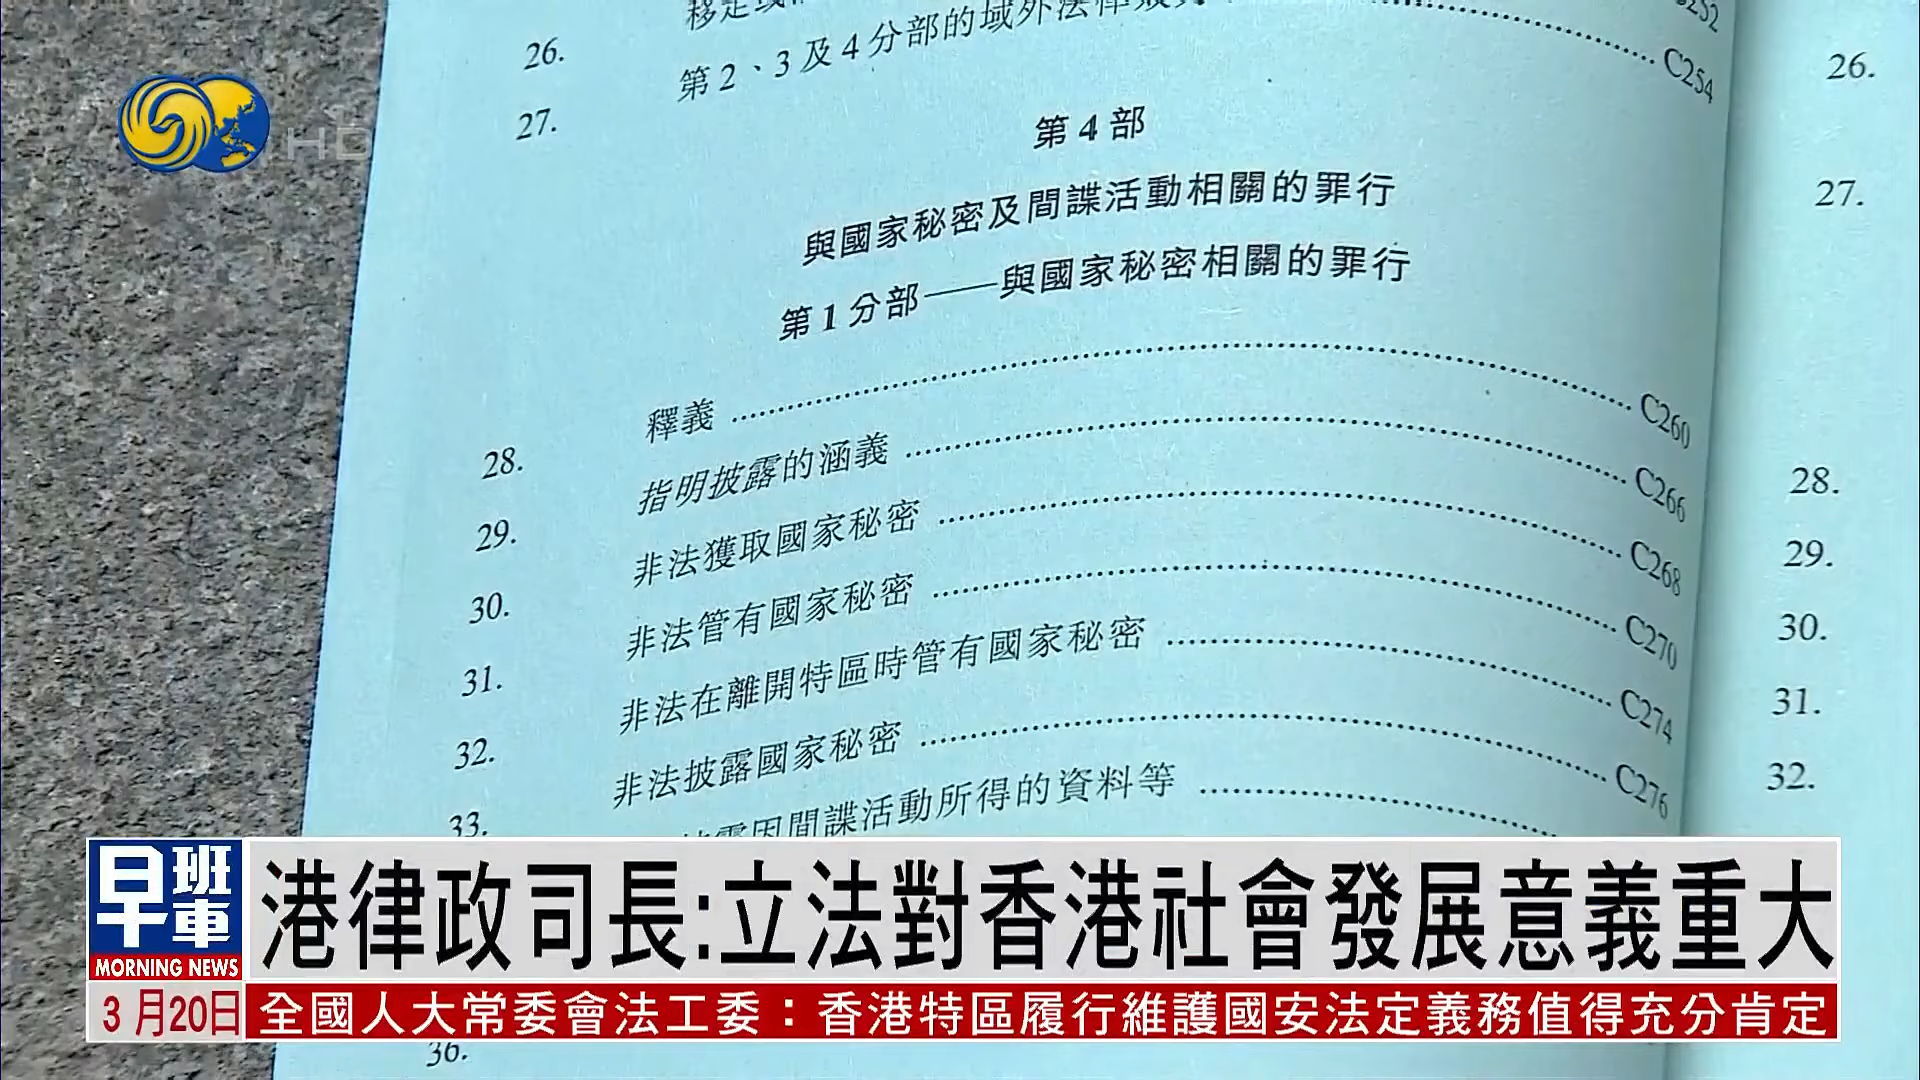 26.
第2、3及4分部的域外法律效力
C252
27.
C254
第4部
與國家秘密及間諜活動相關的罪行
第1分部——與國家秘密相關的罪行
28.
釋義
C260
29.
指明披露的涵義
C266
30.
非法獲取國家秘密
C268
31.
非法管有國家秘密
C270
32.
非法在離開特區時管有國家秘密
C274
33.
非法披露國家秘密
C276
披露因間諜活動所得的資料等
36.
26.
27.
28.
29.
30.
31.
32.
HD
早班車
MORNING NEWS
港律政司長:立法對香港社會發展意義重大
3月20日
全國人大常委會法工委：香港特區履行維護國安法定義務值得充分肯定